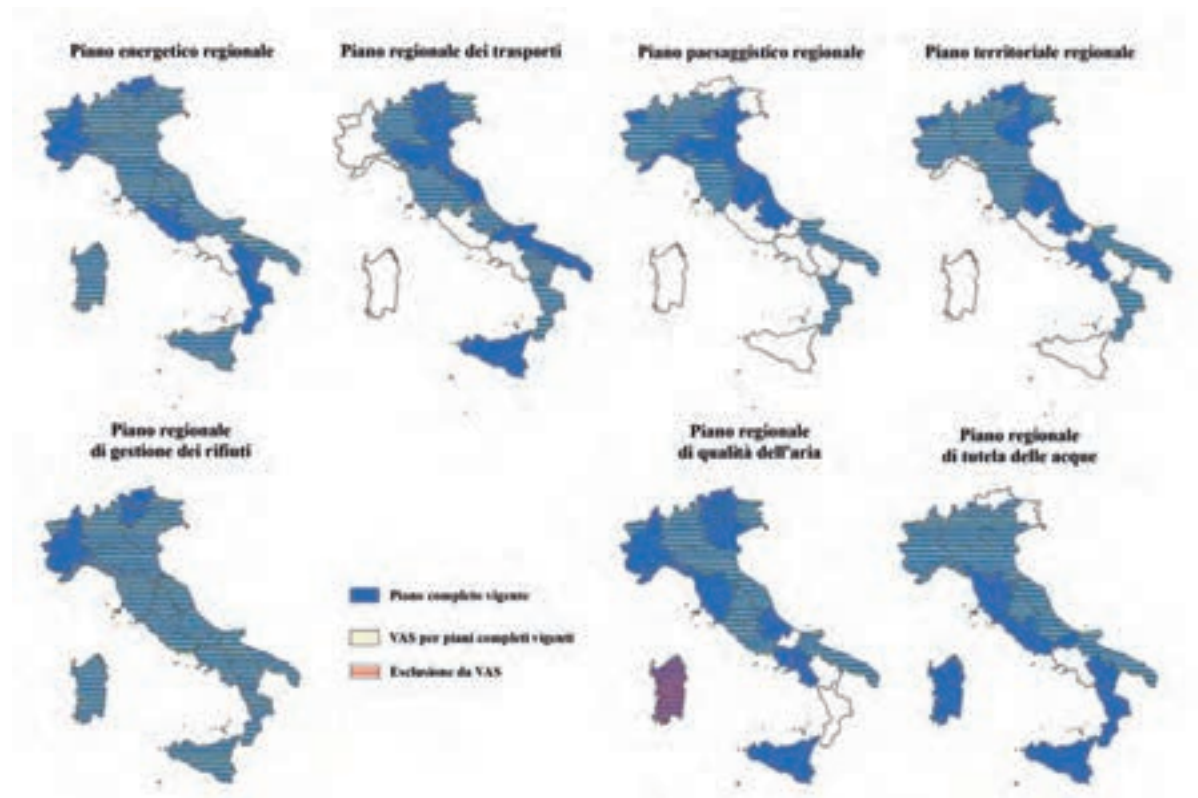 Piano energetico regionale
Piano regionale dei trasporti
Piano paesaggistico regionale
Piano territoriale regionale
Piano regionale
di gestione dei rifiuti
Piano regionale
di qualità dell'aria
Piano regionale
di tutela delle acque
Piano completo vigente
VAS per piani completi vigenti
Esclusione da VAS